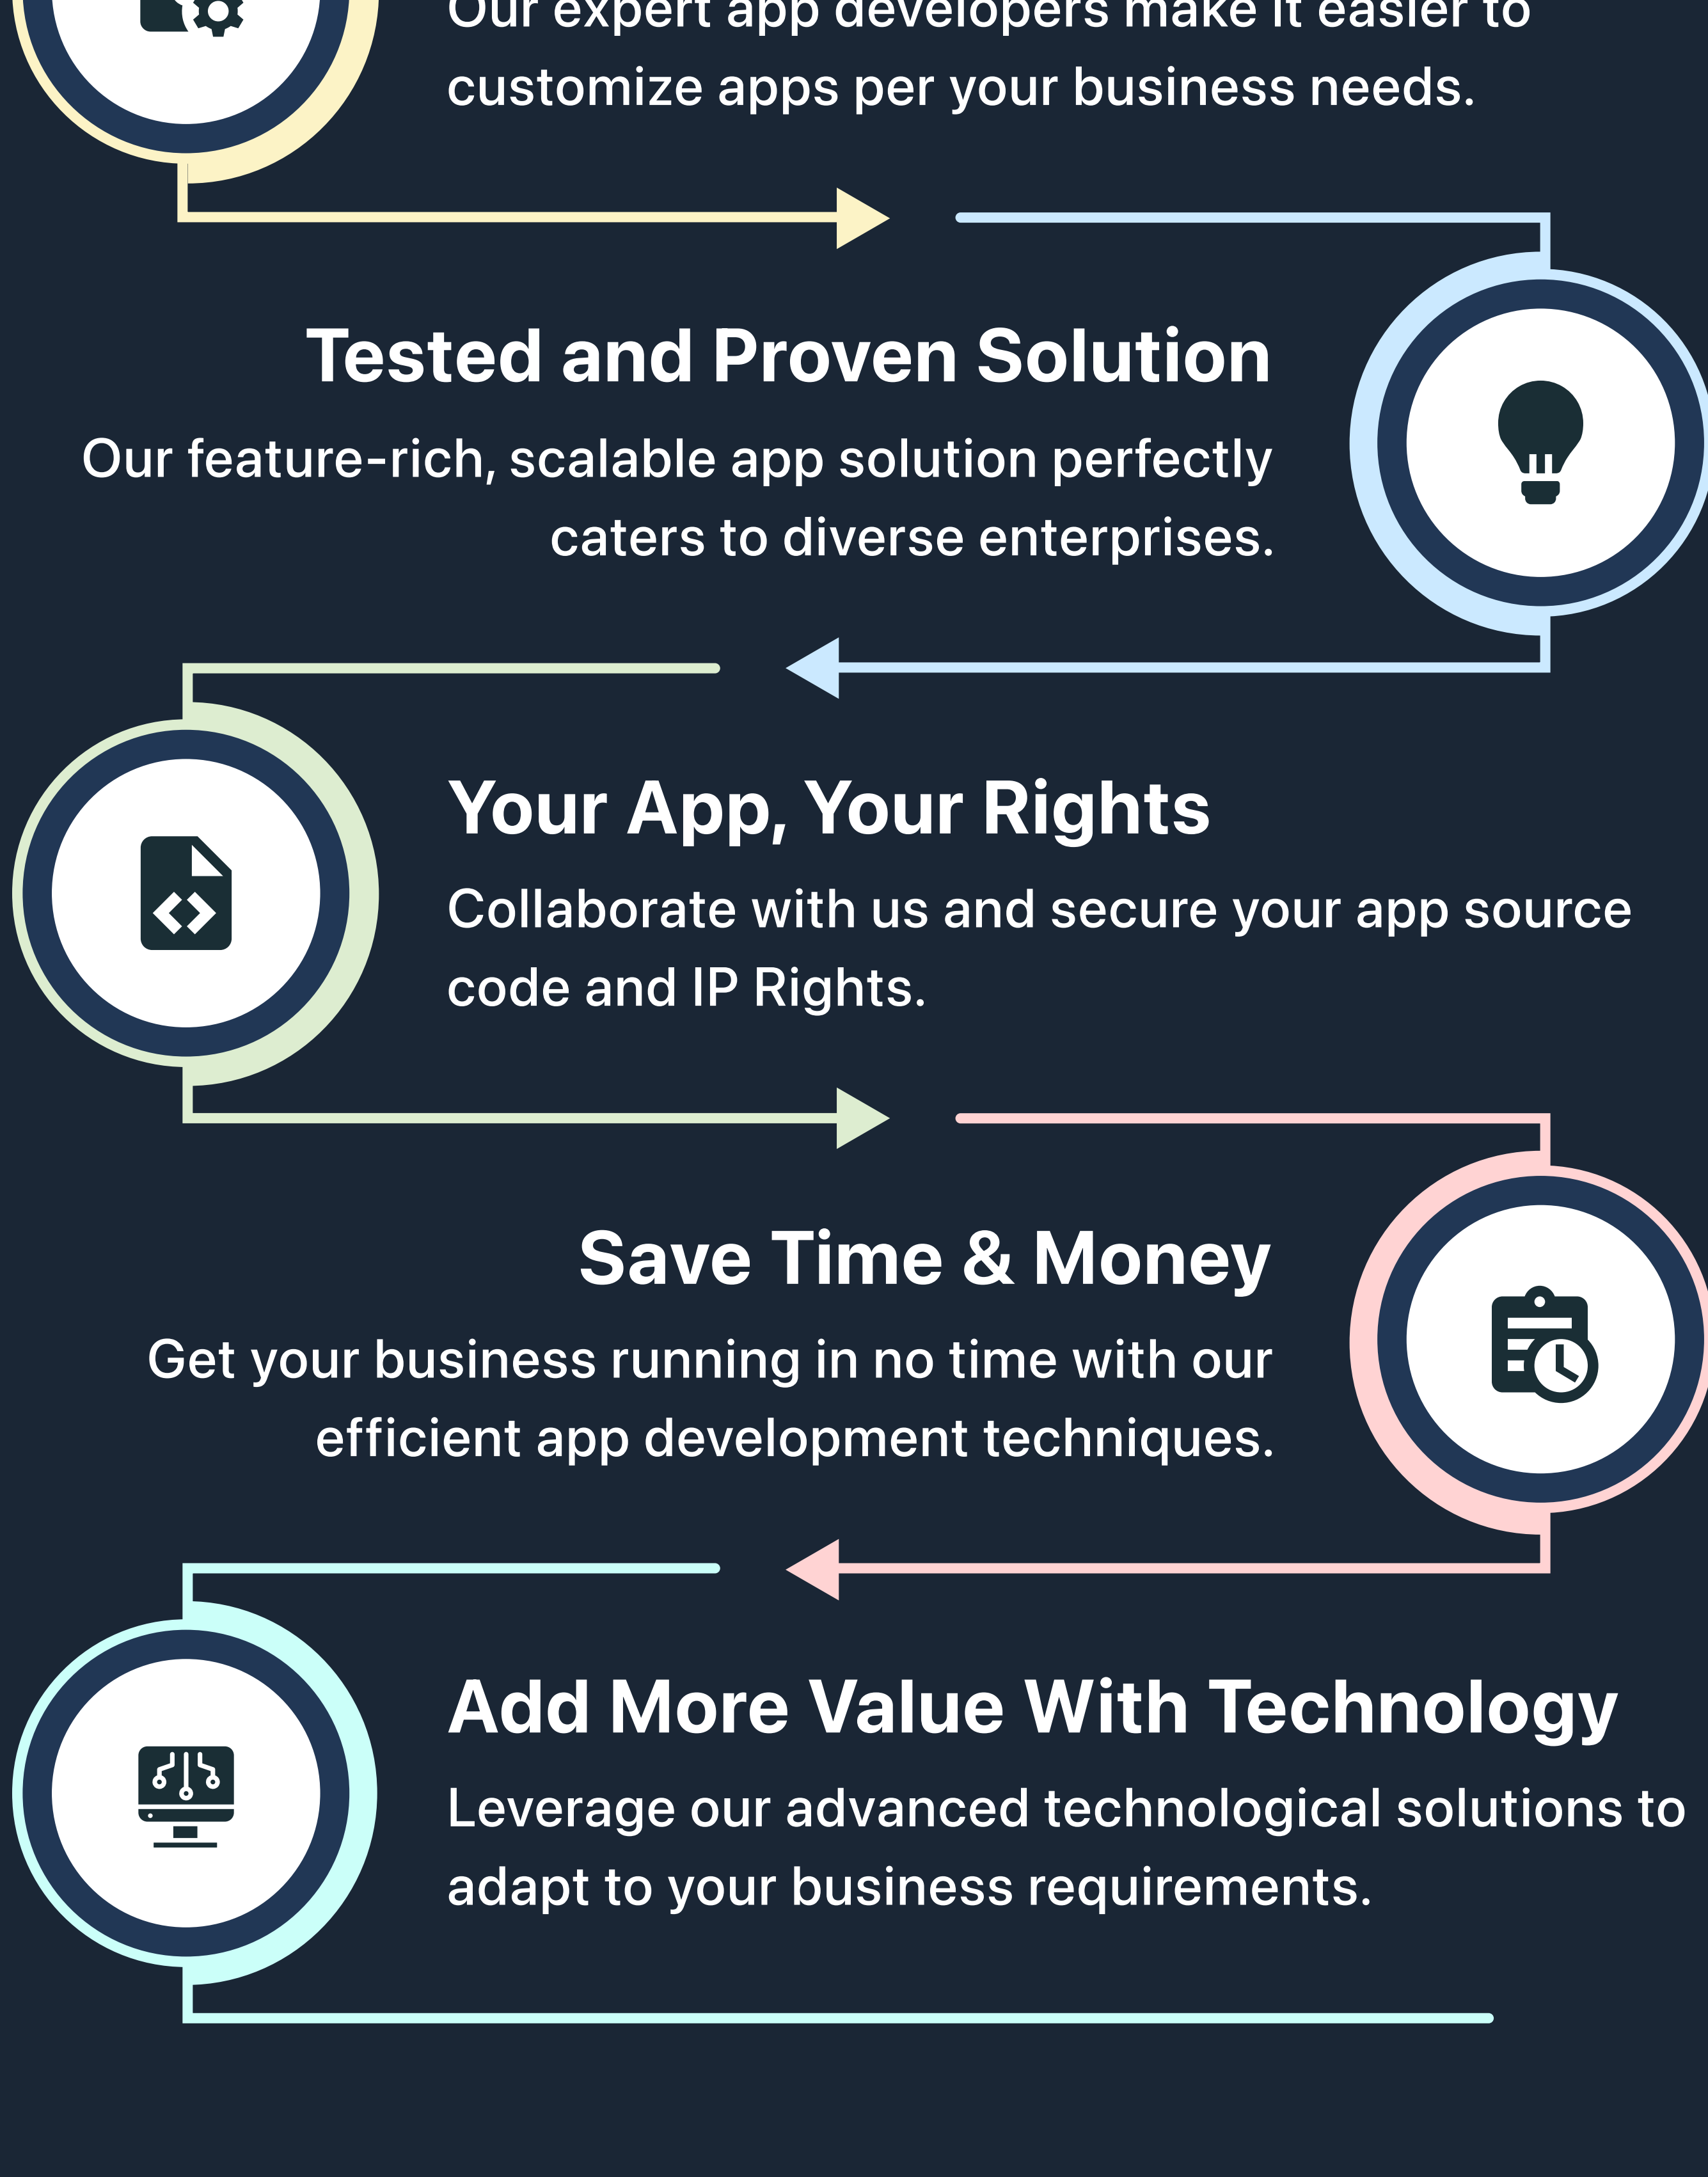 Our expert app developers make it easier to
customize apps per your business needs.
Tested and Proven Solution
Our feature-rich, scalable app solution perfectly
caters to diverse enterprises.
Your App, Your Rights
Collaborate with us and secure your app source
code and IP Rights.
Save Time & Money
Get your business running in no time with our
efficient app development techniques.
Add More Value With Technology
Leverage our advanced technological solutions to
adapt to your business requirements.